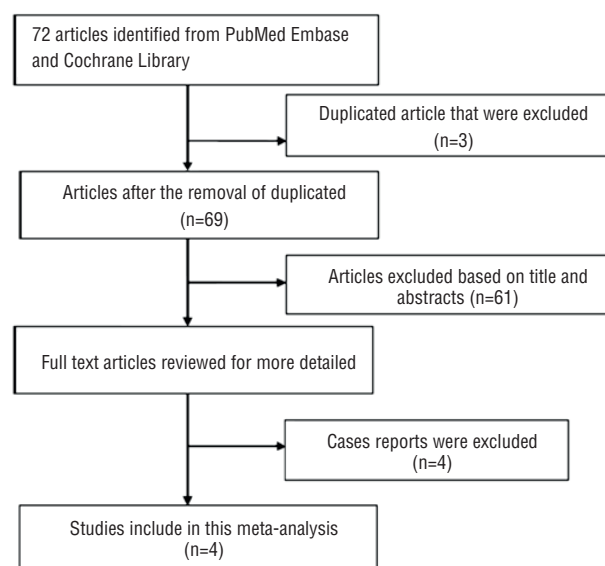 72 articles identified from PubMed Embase
and Cochrane Library
Duplicated article that were excluded
(n=3)
Articles after the removal of duplicated
(n=69)
Articles excluded based on title and
abstracts (n=61)
Full text articles reviewed for more detailed
Cases reports were excluded
(n=4)
Studies include in this meta-analysis
(n=4)